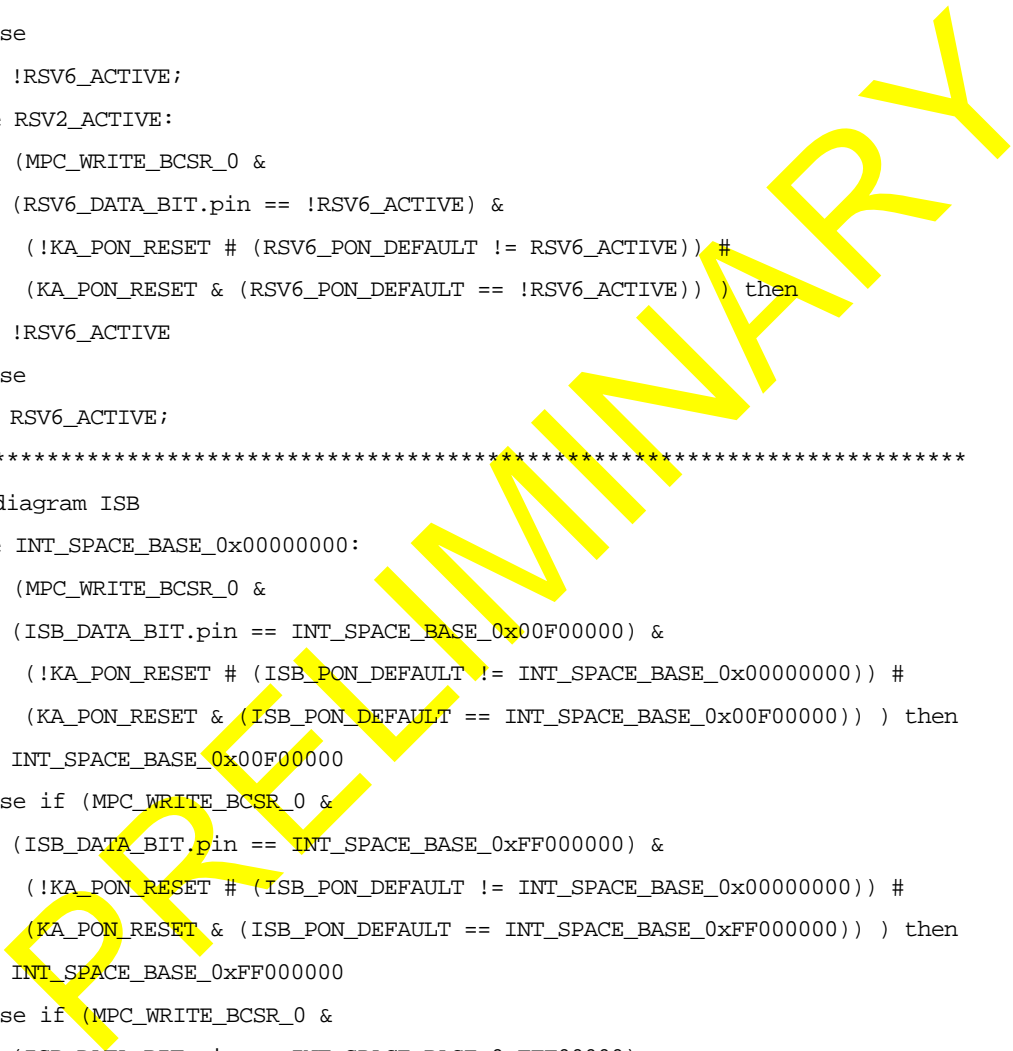 se
!RSV6_ACTIVE;
RSV2_ACTIVE:
(MPC_WRITE_BCSR_0 &
(RSV6_DATA_BIT.pin == !RSV6_ACTIVE) &
(!KA_PON_RESET # (RSV6_PON_DEFAULT != RSV6_ACTIVE)) #
(KA_PON_RESET & (RSV6_PON_DEFAULT == !RSV6_ACTIVE)) ) then
!RSV6_ACTIVE
se
RSV6_ACTIVE;
*************************************************************************
diagram ISB
INT_SPACE_BASE_0x00000000:
(MPC_WRITE_BCSR_0 &
(ISB_DATA_BIT.pin == INT_SPACE_BASE_0x00F00000) &
(!KA_PON_RESET # (ISB_PON_DEFAULT != INT_SPACE_BASE_0x00000000)) #
(KA_PON_RESET & (ISB_PON_DEFAULT == INT_SPACE_BASE_0x00F00000)) ) then
INT_SPACE_BASE_0x00F00000
se if (MPC_WRITE_BCSR_0 &
(ISB_DATA_BIT.pin == INT_SPACE_BASE_0xFF000000) &
(!KA_PON_RESET # (ISB_PON_DEFAULT != INT_SPACE_BASE_0x00000000)) #
(KA_PON_RESET & (ISB_PON_DEFAULT == INT_SPACE_BASE_0xFF000000)) ) then
INT_SPACE_BASE_0xFF000000
se if (MPC_WRITE_BCSR_0 &
PRELIMINARY